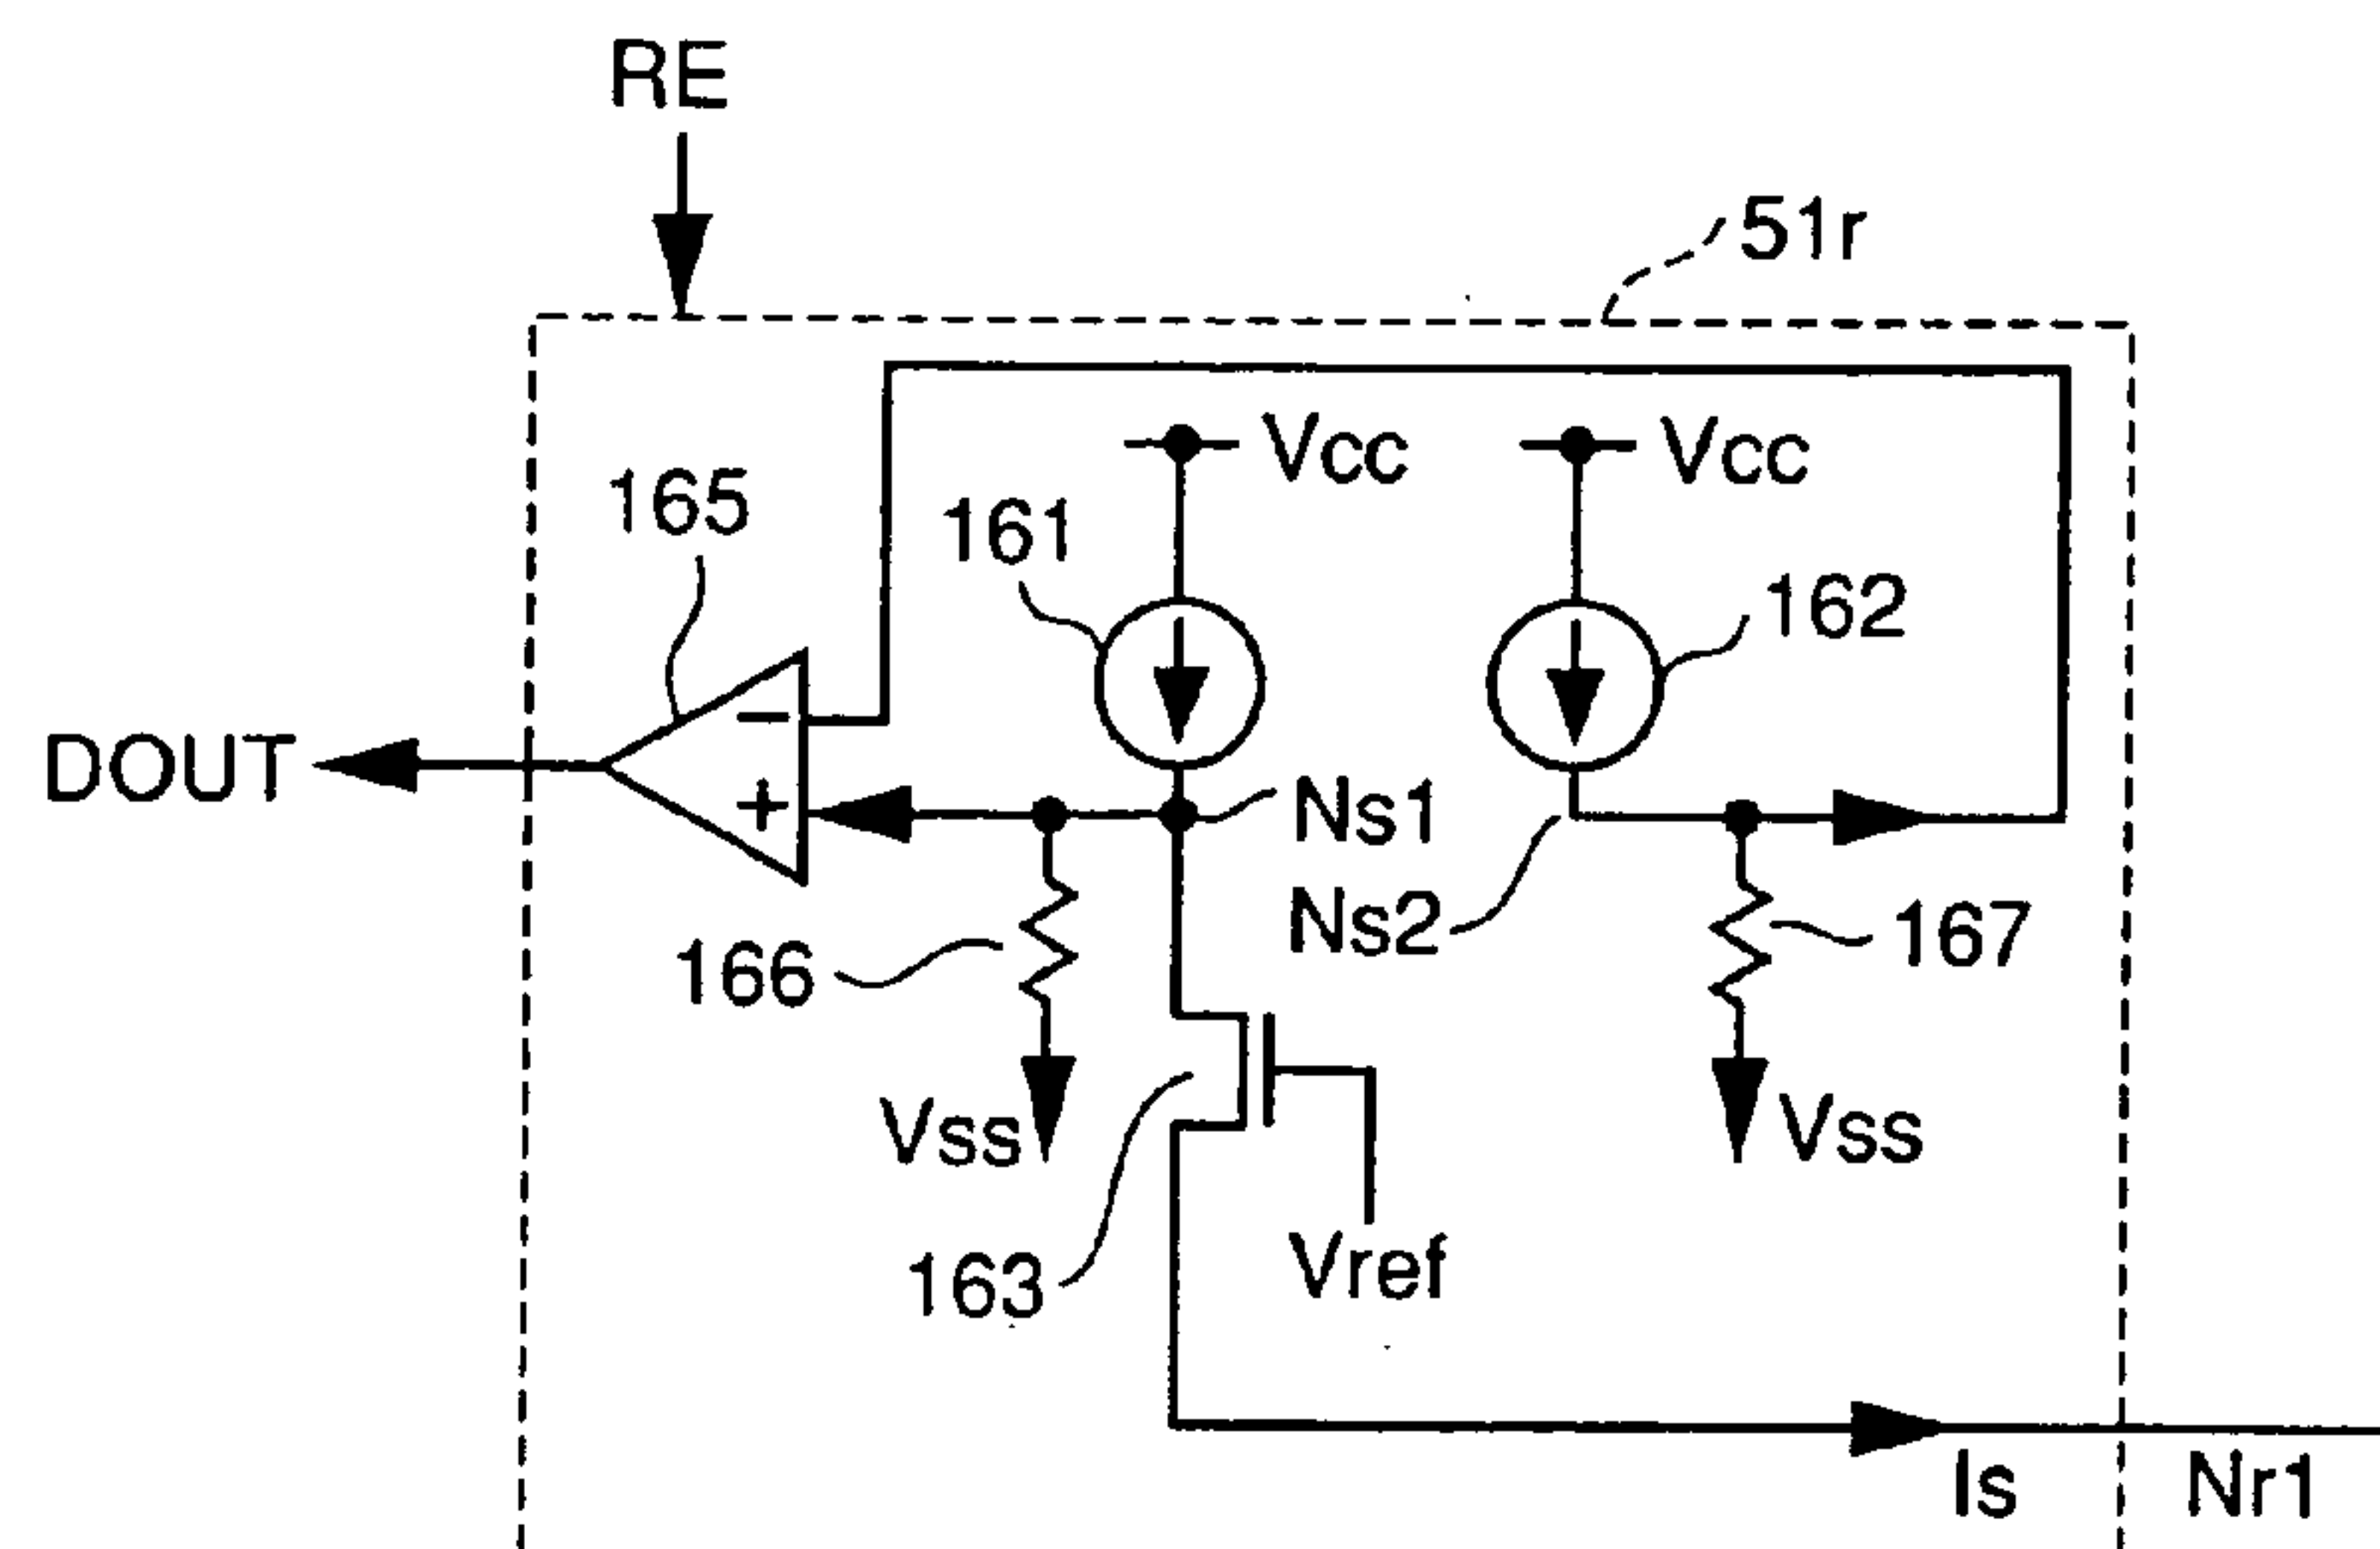 RE
51r
Vcc
Vcc
165
161
162
DOUT
−
+
Ns1
Ns2
166
167
Vss
Vss
163
Vref
Is
Nr1